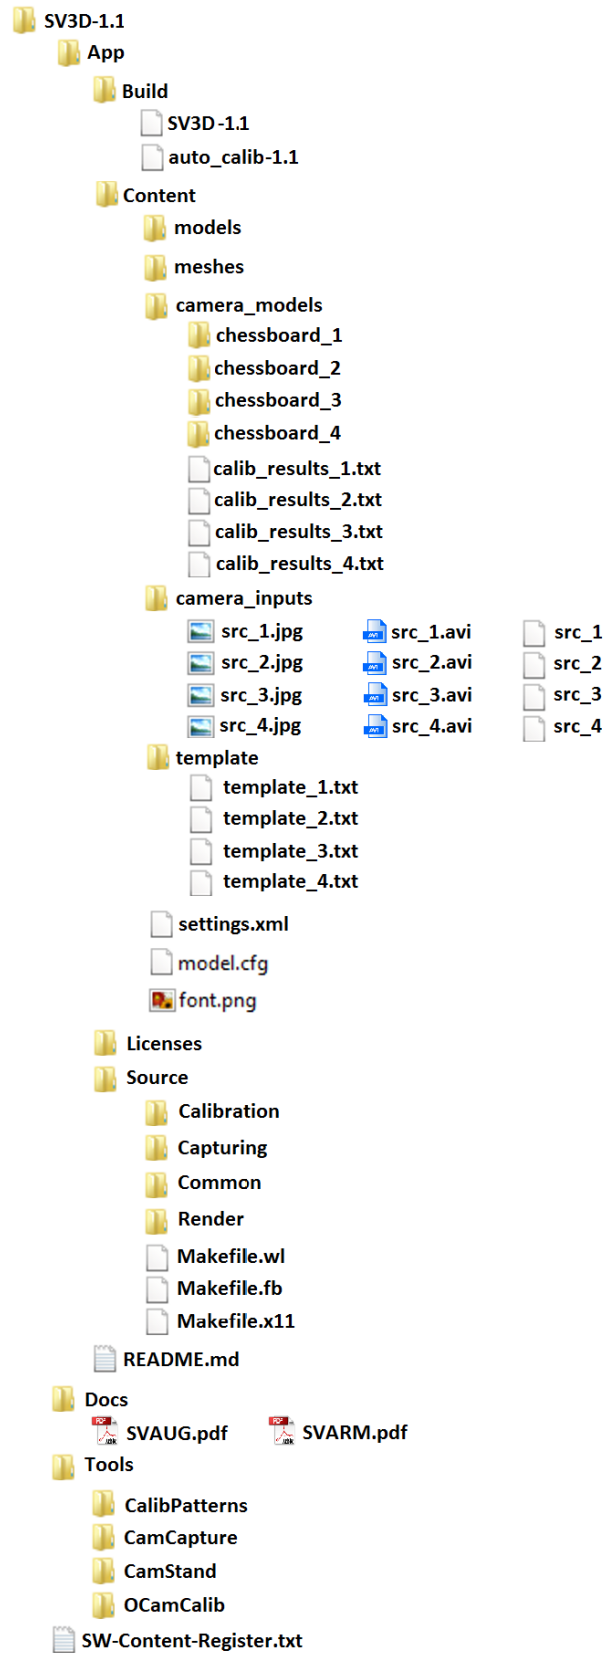 SV3D-1.1
App
Build
SV3D-1.1
auto_calib-1.1
Content
models
meshes
camera_models
chessboard_1
chessboard_2
chessboard_3
chessboard_4
calib_results_1.txt
calib_results_2.txt
calib_results_3.txt
calib_results_4.txt
camera_inputs
src_1.jpg src_1.avi src_1
src_2.jpg src_2.avi src_2
src_3.jpg src_3.avi src_3
src_4.jpg src_4.avi src_4
template
template_1.txt
template_2.txt
template_3.txt
template_4.txt
settings.xml
model.cfg
font.png
Licenses
Source
Calibration
Capturing
Common
Render
Makefile.wl
Makefile.fb
Makefile.x11
README.md
Docs
SVAUG.pdf SVARM.pdf
Tools
CalibPatterns
CamCapture
CamStand
OCamCalib
SW-Content-Register.txt